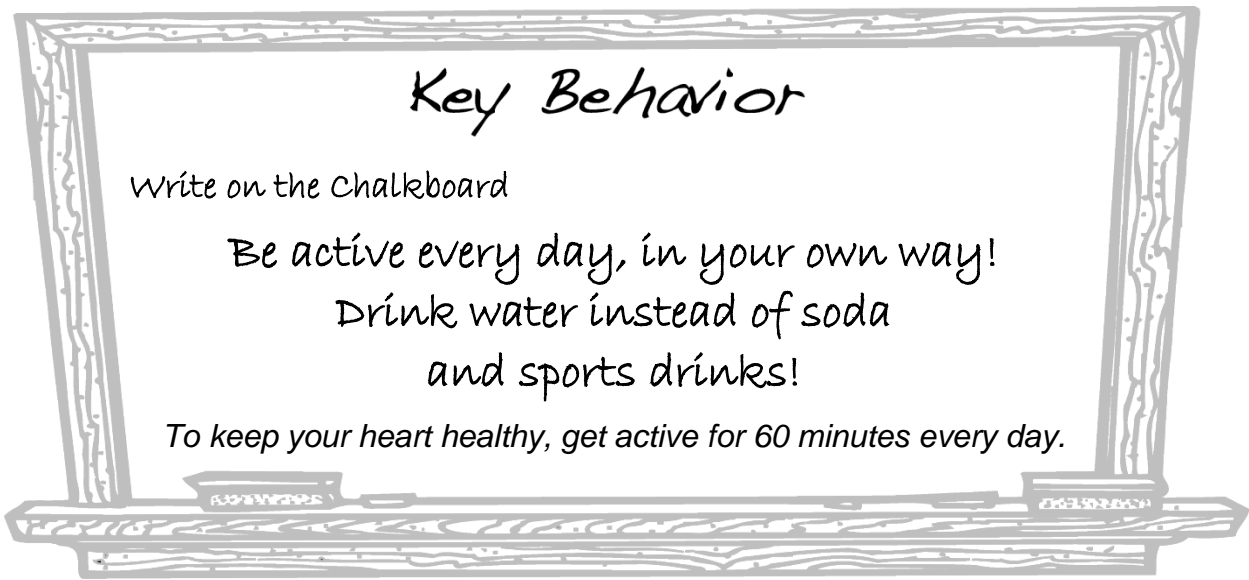 Key Behavior
Write on the Chalkboard
Be active every day, in your own way!
Drink water instead of soda
and sports drinks!
To keep your heart healthy, get active for 60 minutes every day.